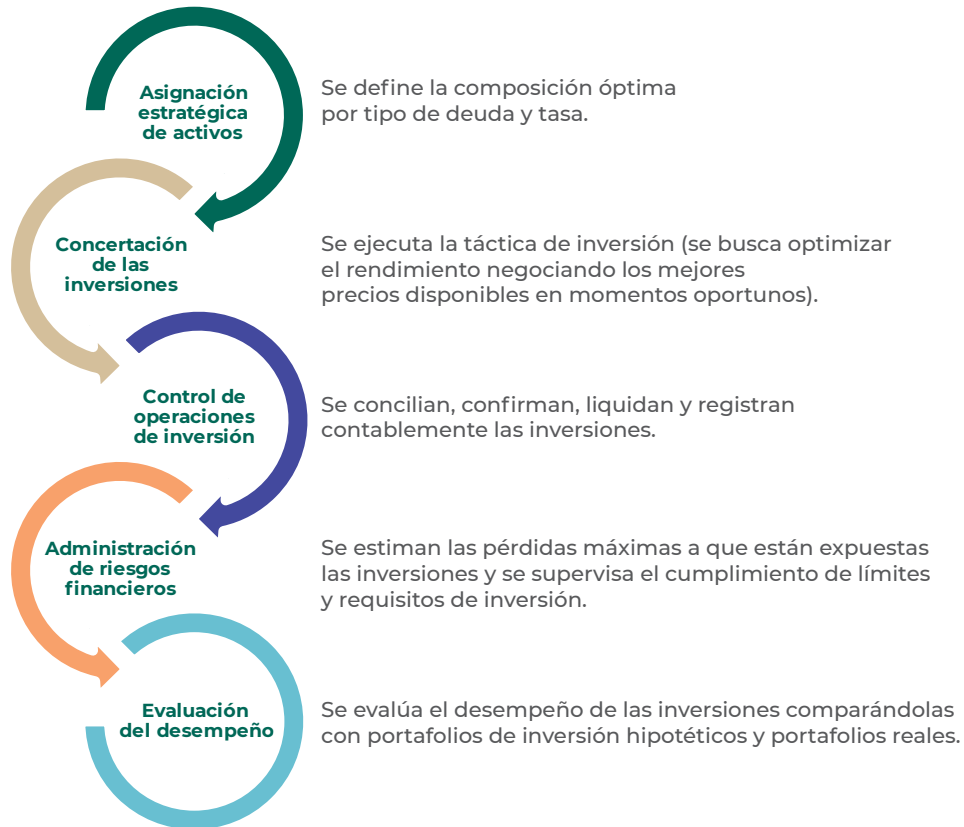 Asignación
estratégica
de activos
Se define la composición óptima
por tipo de deuda y tasa.
Concertación
de las
inversiones
Se ejecuta la táctica de inversión (se busca optimizar
el rendimiento negociando los mejores
precios disponibles en momentos oportunos).
Control de
operaciones
de inversión
Se concilian, confirman, liquidan y registran
contablemente las inversiones.
Administración
de riesgos
financieros
Se estiman las pérdidas máximas a que están expuestas
las inversiones y se supervisa el cumplimiento de límites
y requisitos de inversión.
Evaluación
del desempeño
Se evalúa el desempeño de las inversiones comparándolas
con portafolios de inversión hipotéticos y portafolios reales.